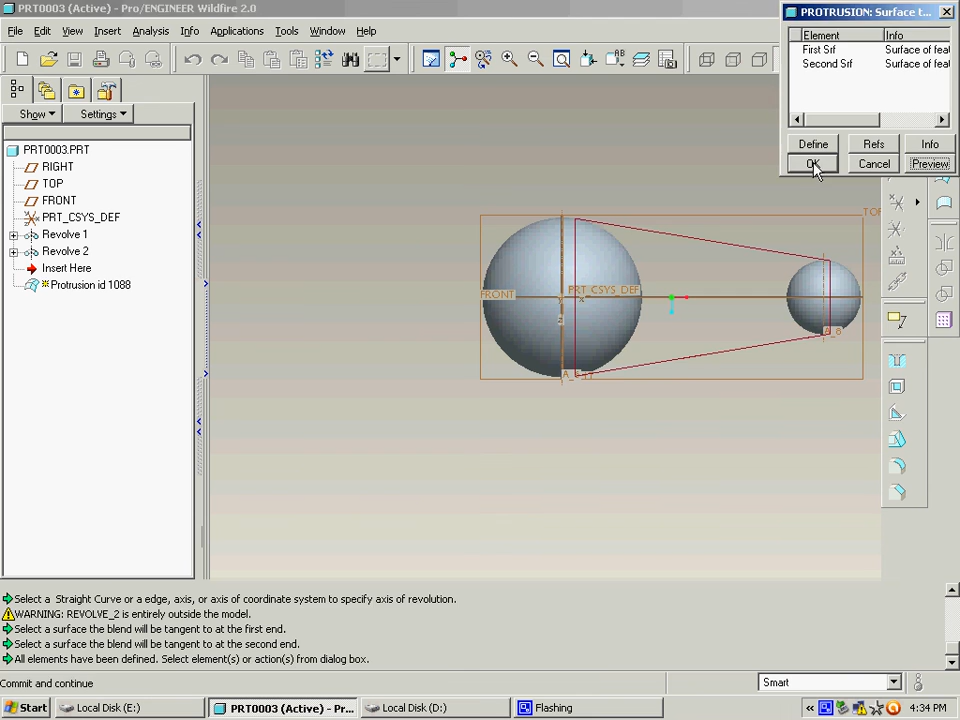 PRT0003 (Active) - Pro/ENGINEER Wildfire 2.0
File Edit View Insert Analysis Info Applications Tools Window Help
Show Settings
PRT0003.PRT
RIGHT
TOP
FRONT
PRT_CSYS_DEF
Revolve 1
Revolve 2
Insert Here
Protrusion id 1088
PROTRUSION: Surface t...
Element Info
First Srf Surface of feat
Second Srf Surface of feat
Define Refs Info
OK Cancel Preview
TOP
FRONT
PRT_CSYS_DEF
Select a Straight Curve or a edge, axis, or axis of coordinate system to specify axis of revolution.
WARNING: REVOLVE_2 is entirely outside the model.
Select a surface the blend will be tangent to at the first end.
Select a surface the blend will be tangent to at the second end.
All elements have been defined. Select element(s) or action(s) from dialog box.
Commit and continue
Smart
Start Local Disk (E:) PRT0003 (Active) - Pr... Local Disk (D:) Flashing
4:34 PM